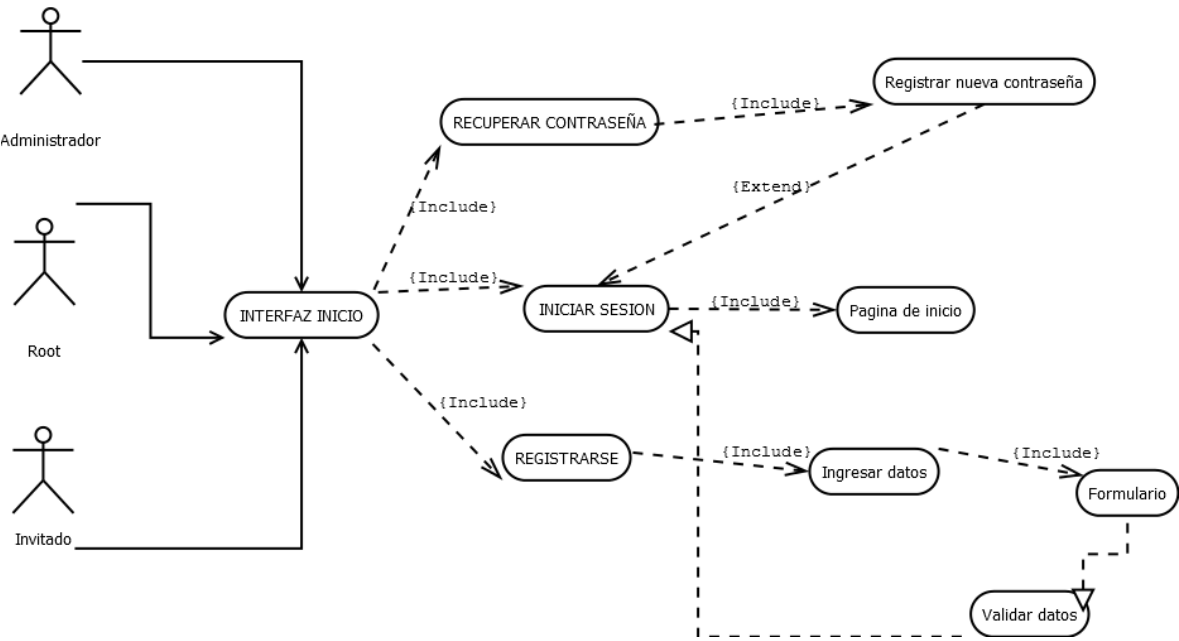 Administrador
Root
Invitado
INTERFAZ INICIO
RECUPERAR CONTRASEÑA
{Include}
Registrar nueva contraseña
{Include}
{Extend}
{Include}
INICIAR SESION
{Include}
Pagina de inicio
{Include}
REGISTRARSE
{Include}
Ingresar datos
{Include}
Formulario
Validar datos